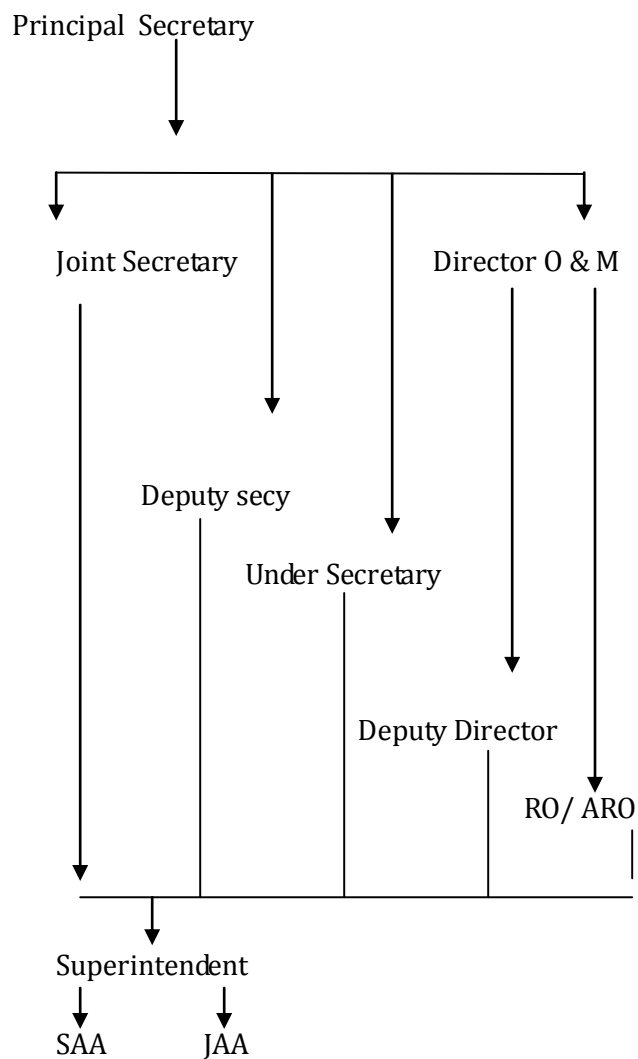 Principal Secretary
Joint Secretary
Director O & M
Deputy secy
Under Secretary
Deputy Director
RO/ ARO
Superintendent
SAA
JAA